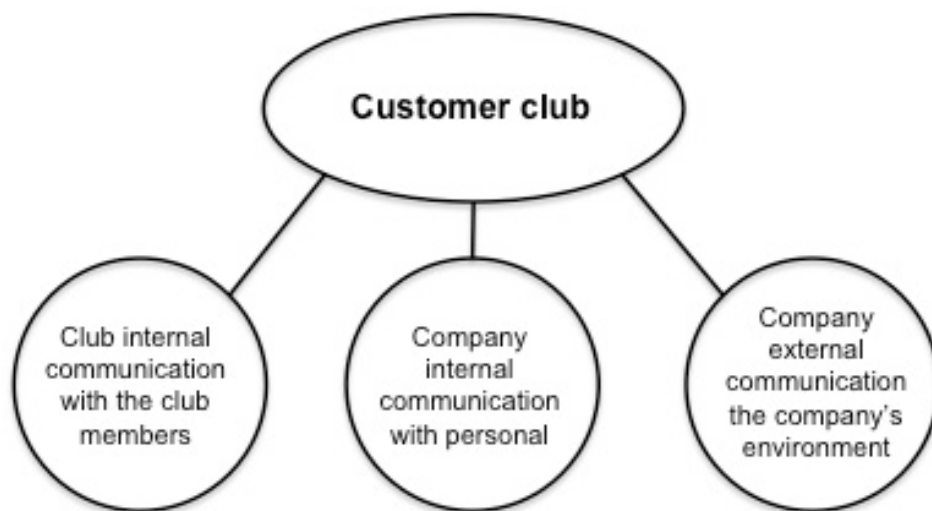 Customer club
Club internal
communication
with the club
members
Company
internal
communication
with personal
Company
external
communication
the company's
environment